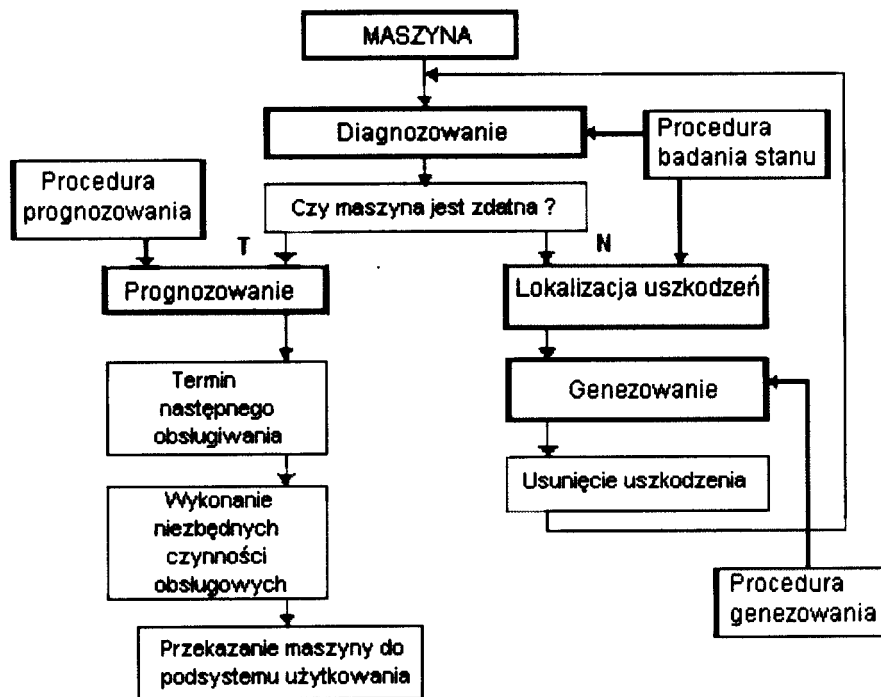 MASZYNA
Diagnozowanie
Procedura
badania stanu
Procedura
prognozowania
Czy maszyna jest zdatna ?
T
N
Prognozowanie
Lokalizacja uszkodzeń
Termin
następnego
obsługiwania
Genezowanie
Usunięcie uszkodzenia
Wykonanie
niezbędnych
czynności
obsługowych
Procedura
genezowania
Przekazanie maszyny do
podsystemu użytkowania